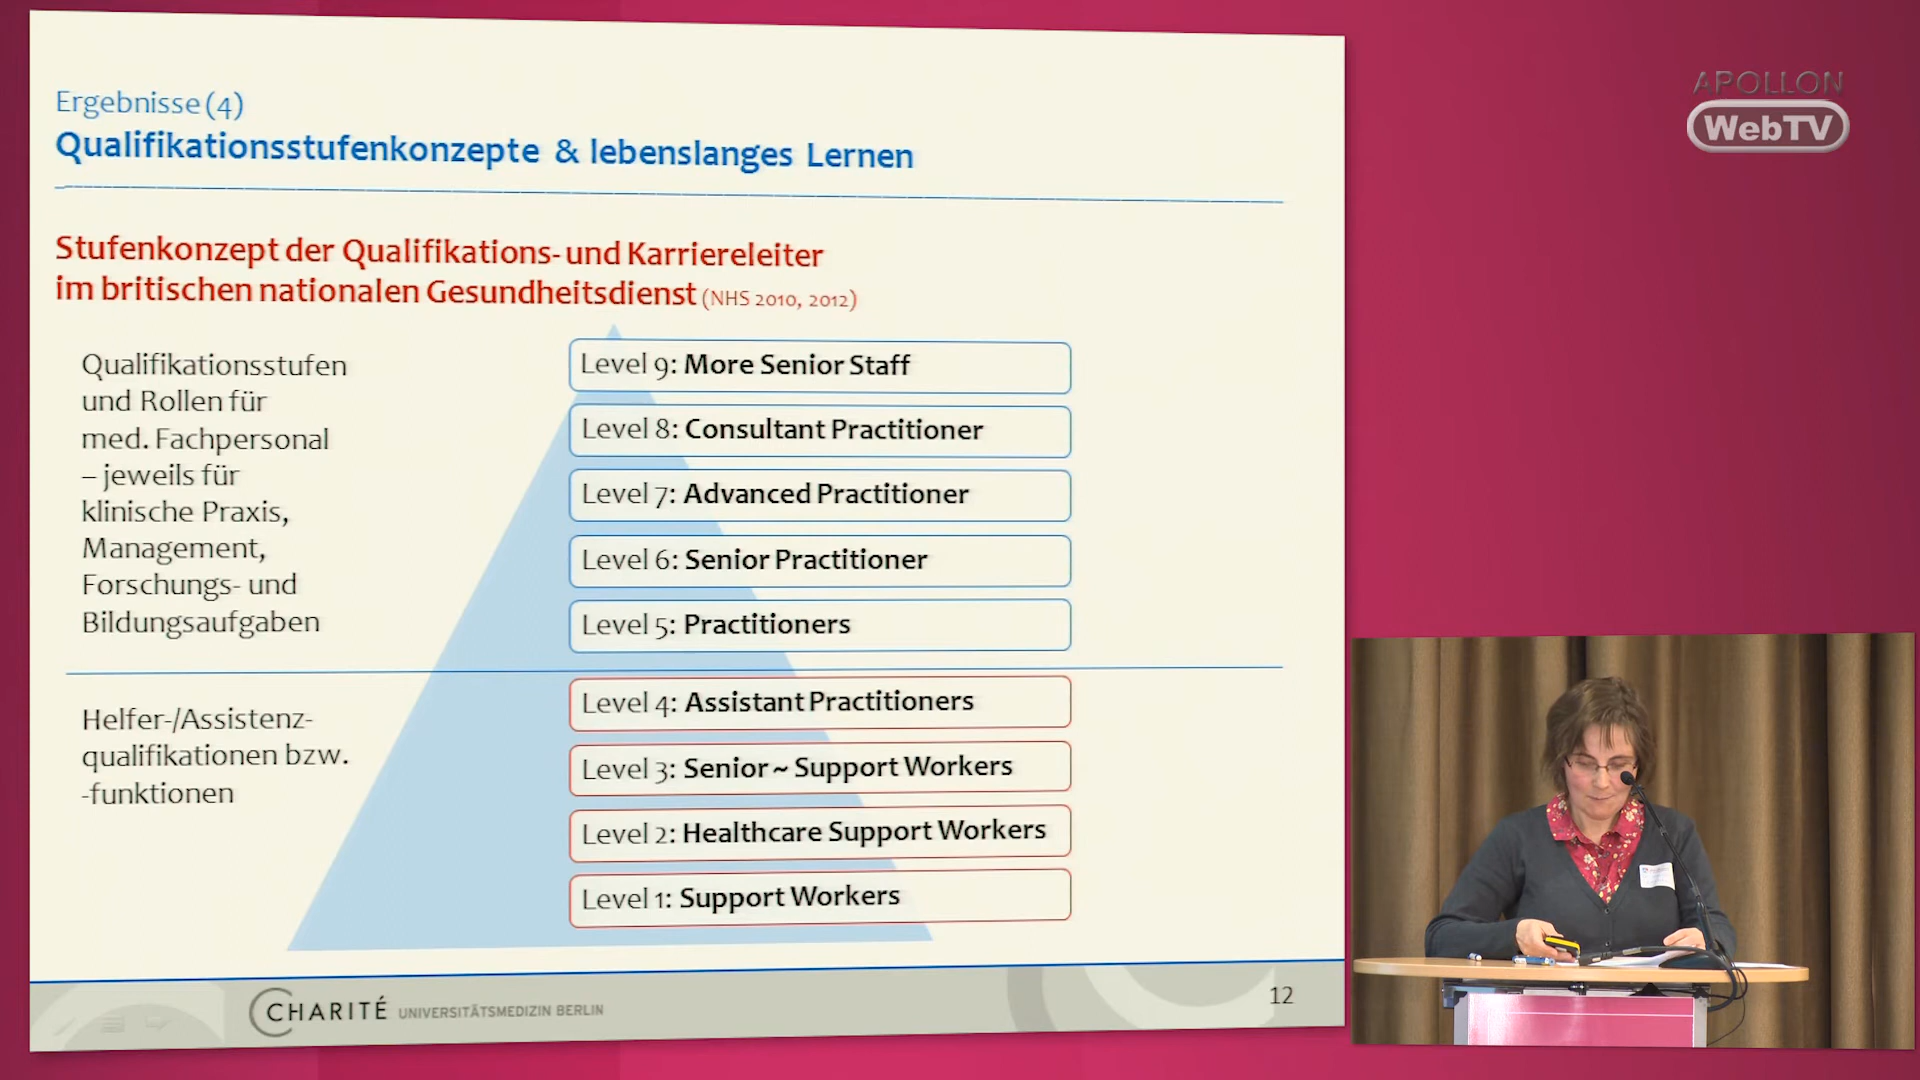 Ergebnisse (4)
Qualifikationsstufenkonzepte & lebenslanges Lernen
Stufenkonzept der Qualifikations- und Karriereleiter
im britischen nationalen Gesundheitsdienst (NHS 2010, 2012)
Qualifikationsstufen
und Rollen für
med. Fachpersonal
– jeweils für
klinische Praxis,
Management,
Forschungs- und
Bildungsaufgaben
Level 9: More Senior Staff
Level 8: Consultant Practitioner
Level 7: Advanced Practitioner
Level 6: Senior Practitioner
Level 5: Practitioners
Helfer-/Assistenz-
qualifikationen bzw.
-funktionen
Level 4: Assistant Practitioners
Level 3: Senior ~ Support Workers
Level 2: Healthcare Support Workers
Level 1: Support Workers
CHARITÉ UNIVERSITÄTSMEDIZIN BERLIN
12
APOLLON
WebTV